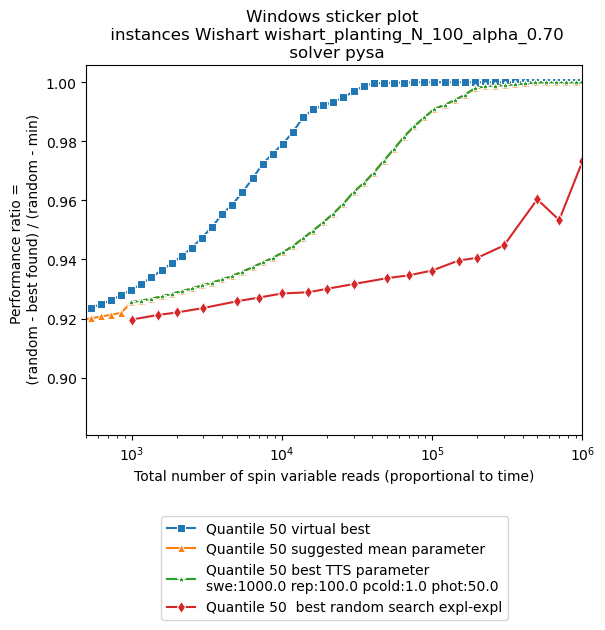 Windows sticker plot
instances Wishart wishart_planting_N_100_alpha_0.70
solver pysa
1.00
0.98
0.96
0.94
0.92
0.90
Performance ratio =
(random - best found) / (random - min)
10^3
10^4
10^5
10^6
Total number of spin variable reads (proportional to time)
Quantile 50 virtual best
Quantile 50 suggested mean parameter
Quantile 50 best TTS parameter
swe:1000.0 rep:100.0 pcold:1.0 phot:50.0
Quantile 50  best random search expl-expl